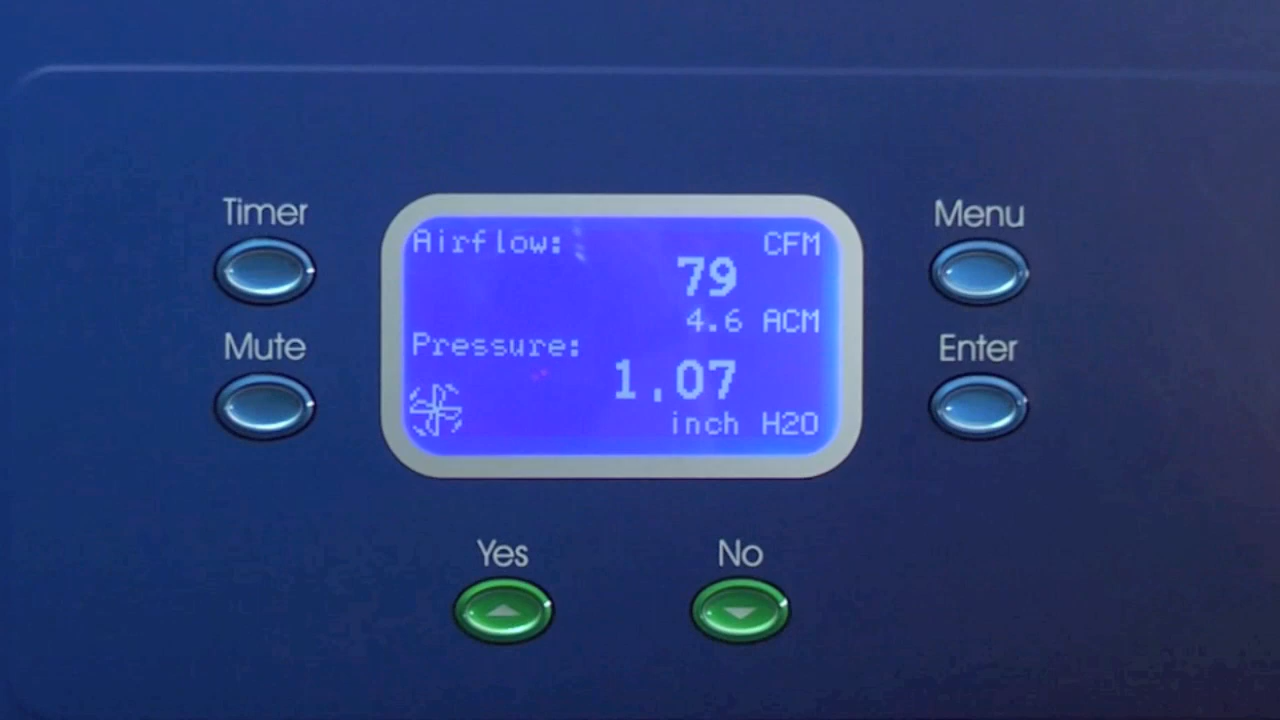 Timer
Menu
Airflow: CFM
79
4.6 ACM
Mute
Enter
Pressure:
1.07
inch H2O
Yes
No